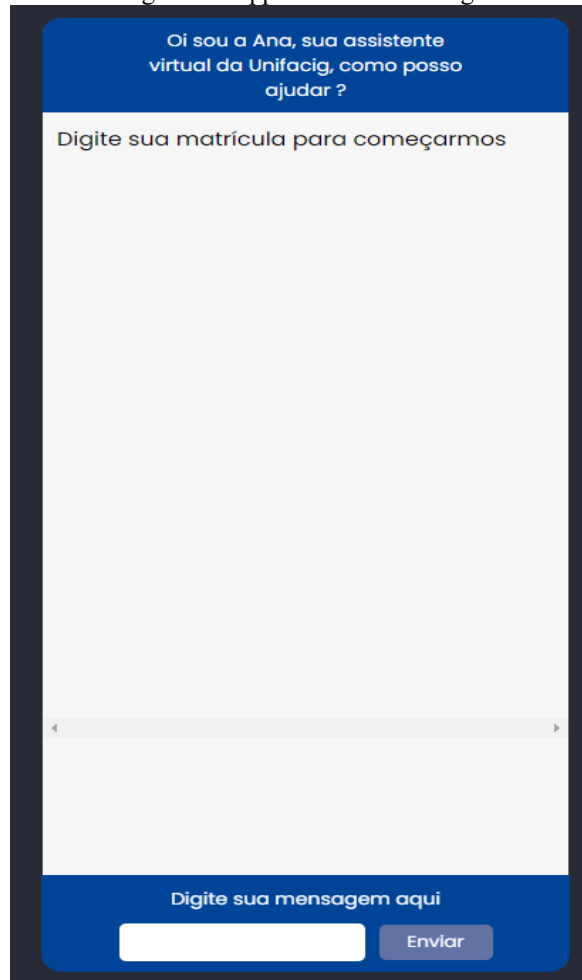 Oi sou a Ana, sua assistente
virtual da Unifacig, como posso
ajudar ?
Digite sua matrícula para começarmos
Digite sua mensagem aqui
Enviar